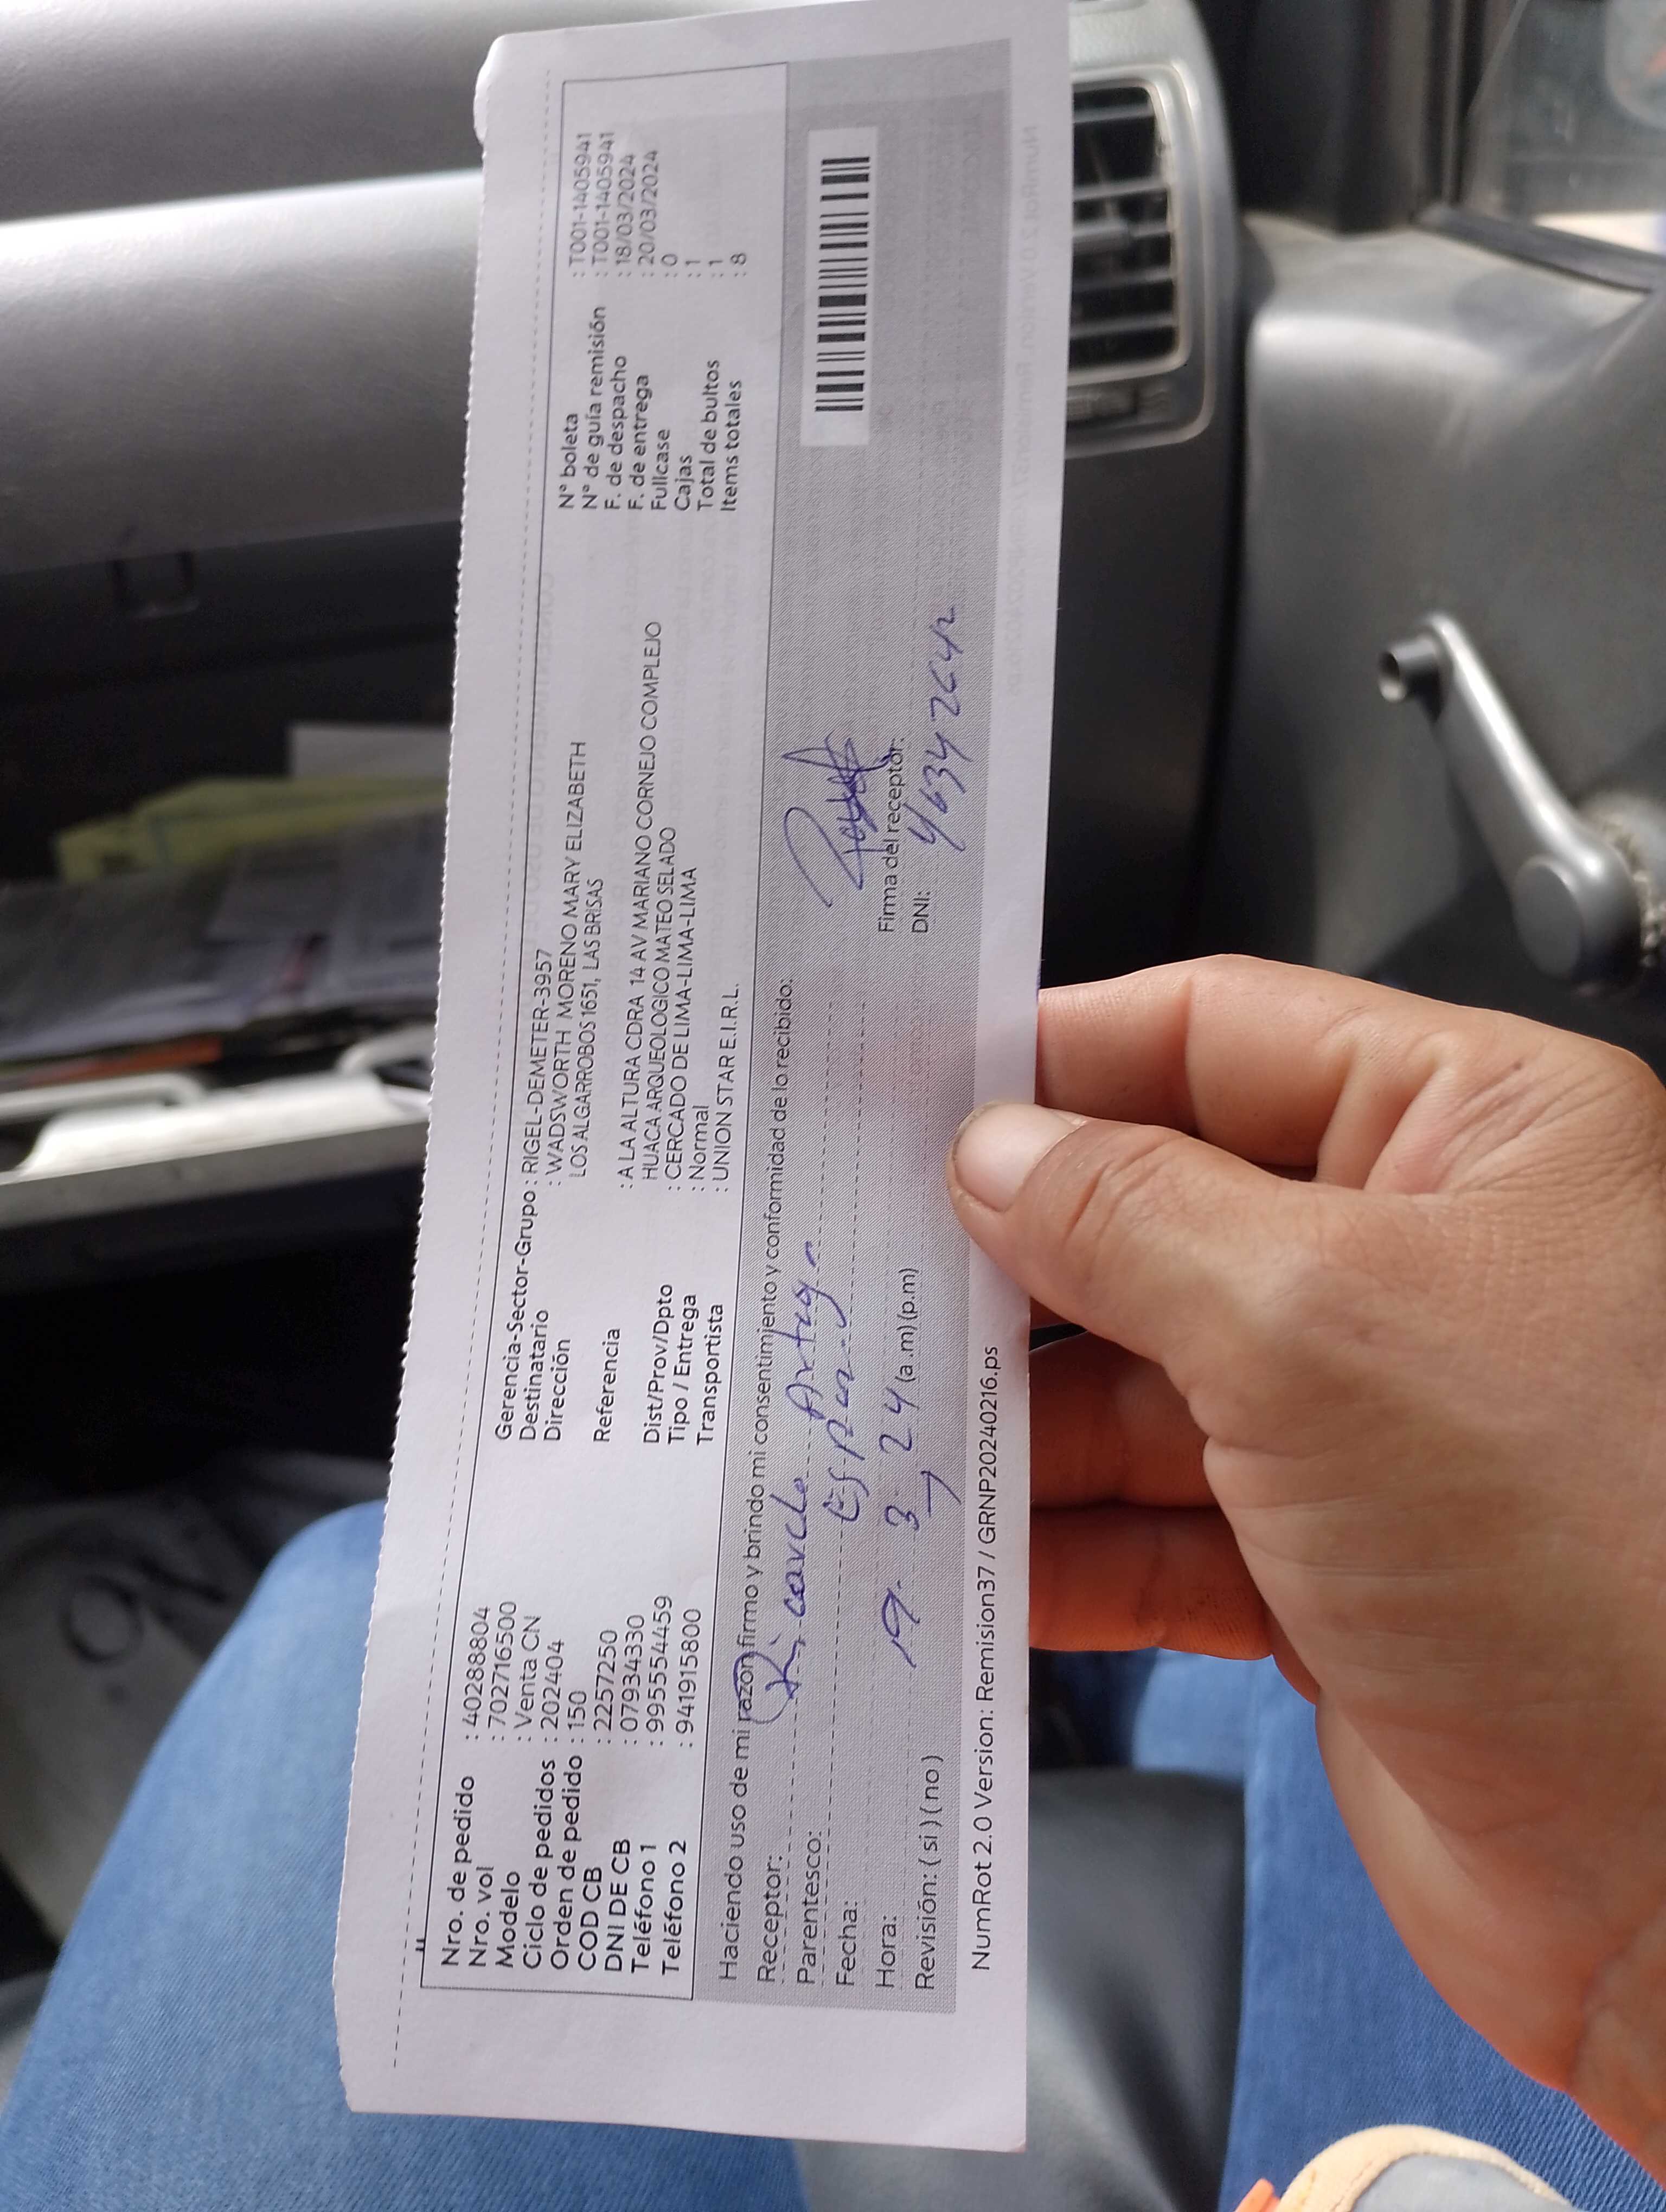 Nro. de pedido : 402888804
Nro. vol : 702716500
Modelo : Venta CN
Ciclo de pedidos : 202404
Orden de pedido : 150
COD CB : 2257250
DNI DE CB : 07934330
Teléfono 1 : 995554459
Teléfono 2 : 941915800
Gerencia-Sector-Grupo : RIGEL-DEMETER-3957
Destinatario : WADSWORTH MORENO MARY ELIZABETH
Dirección LOS ALGARROBOS 1651, LAS BRISAS
Referencia : A LA ALTURA CDRA 14 AV MARIANO CORNEJO COMPLEJO
HUACA ARQUEOLOGICO MATEO SELADO
Dist/Prov/Dpto : CERCADO DE LIMA-LIMA-LIMA
Tipo / Entrega : Normal
Transportista : UNION STAR E.I.R.L.
N° boleta : T001-1405941
N° de guía remisión : T001-1405941
F. de despacho : 18/03/2024
F. de entrega : 20/03/2024
Fullcase : 0
Cajas : 1
Total de bultos : 1
Items totales : 8
Haciendo uso de mi razón firmo y brindo mi consentimiento y conformidad de lo recibido:
Receptor: Ricardo
Parentesco:
Fecha: 19 3 24
Hora: (a.m) (p.m)
Revisión: ( si ) ( no )
Firma del receptor:
DNI:
NumRot 2.0 Version: Remision37 / GRNP20240216.ps